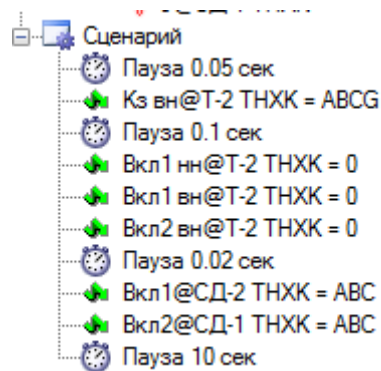 Сценарий
Пауза 0.05 сек
Кз вн@Т-2 ТНХК = ABCG
Пауза 0.1 сек
Вкл1 нн@Т-2 ТНХК = 0
Вкл1 вн@Т-2 ТНХК = 0
Вкл2 вн@Т-2 ТНХК = 0
Пауза 0.02 сек
Вкл1@СД-2 ТНХК = ABC
Вкл2@СД-1 ТНХК = ABC
Пауза 10 сек